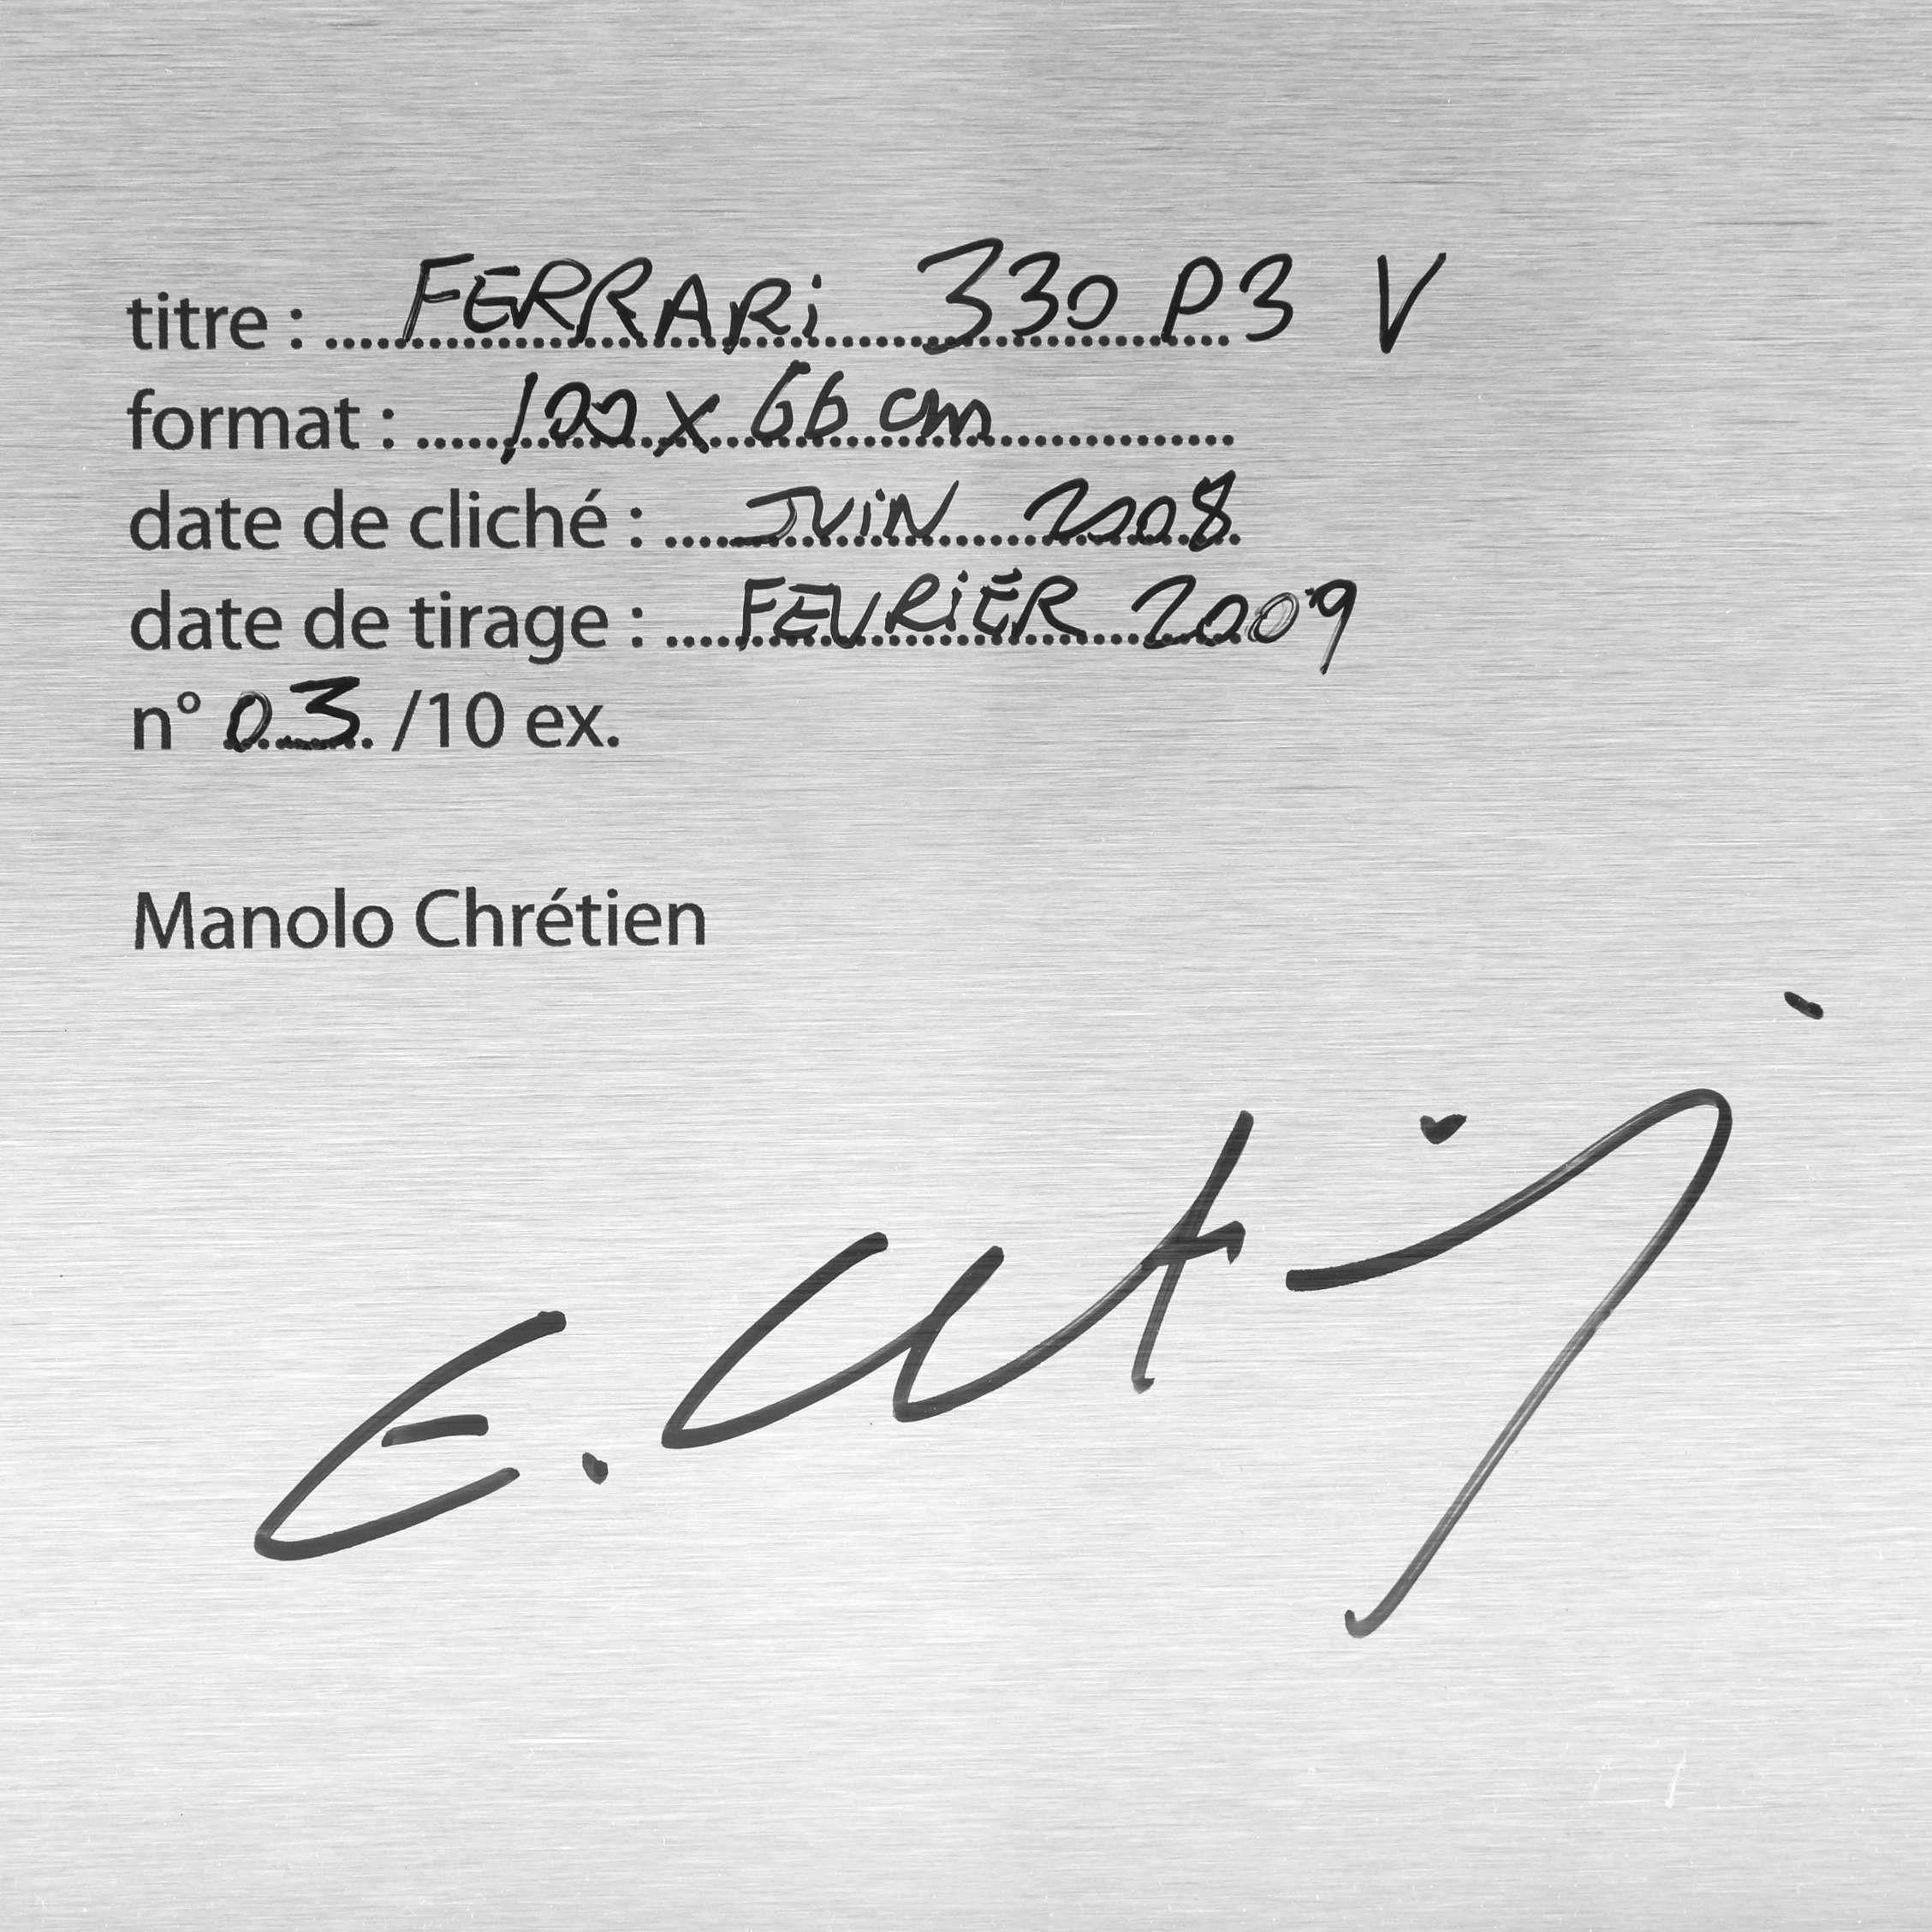 titre : FERRARi 330 P3 V
format : 100 x 66 cm
date de cliché : JUiN 2008
date de tirage : FEVRiER 2009
n° 03 /10 ex.
Manolo Chrétien
E.